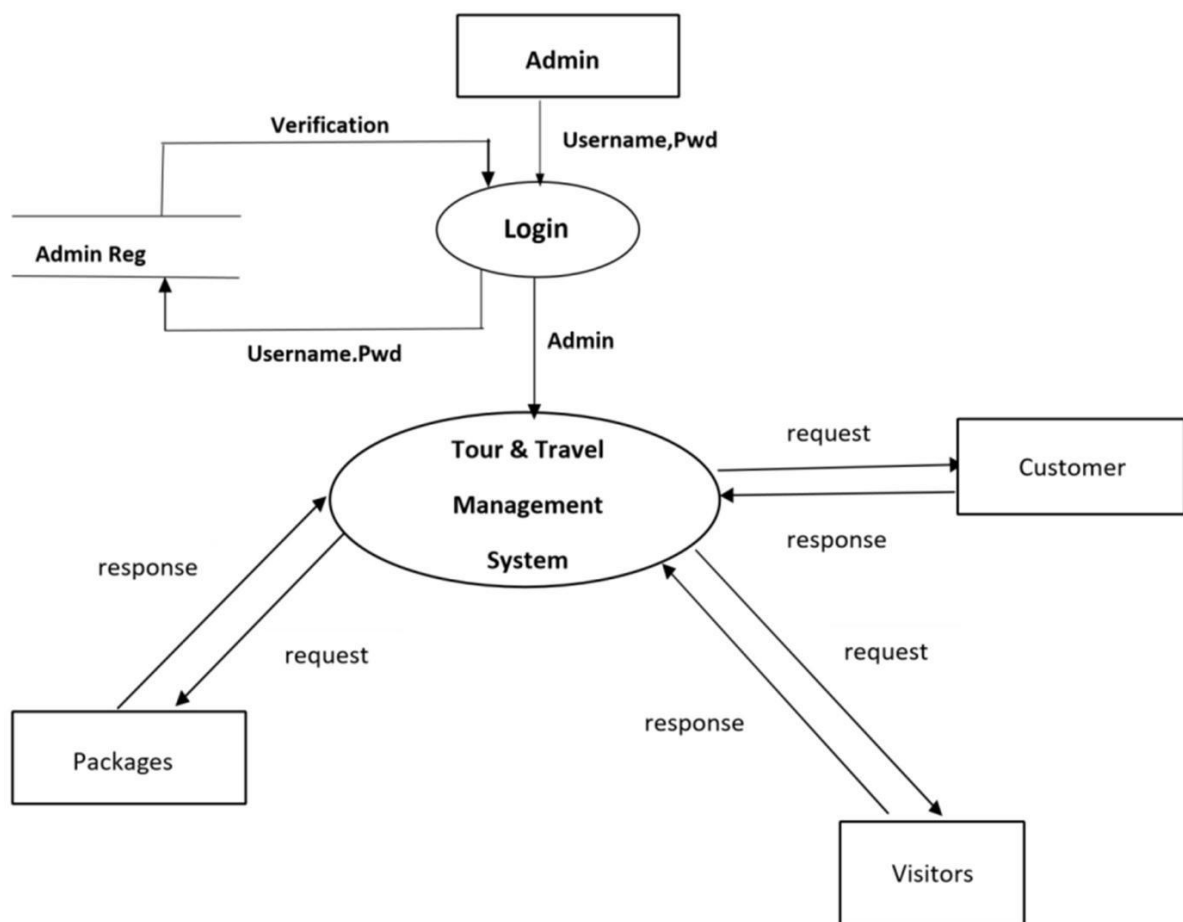 Admin
Verification
Username,Pwd
Login
Admin Reg
Admin
Username.Pwd
Tour & Travel
Management
System
request
Customer
response
response
request
request
response
Packages
Visitors